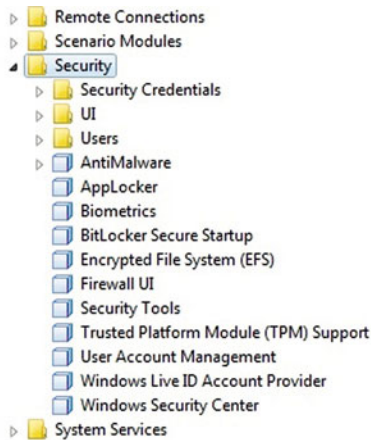 Remote Connections
Scenario Modules
Security
Security Credentials
UI
Users
AntiMalware
AppLocker
Biometrics
BitLocker Secure Startup
Encrypted File System (EFS)
Firewall UI
Security Tools
Trusted Platform Module (TPM) Support
User Account Management
Windows Live ID Account Provider
Windows Security Center
System Services